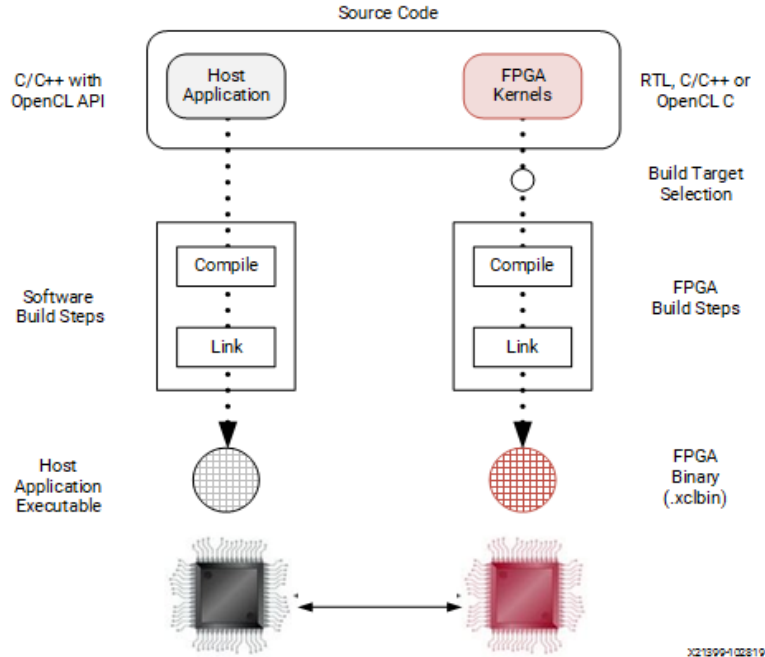 Source Code
C/C++ with
OpenCL API
Host
Application
FPGA
Kernels
RTL, C/C++ or
OpenCL C
Build Target
Selection
Compile
Compile
Software
Build Steps
FPGA
Build Steps
Link
Link
Host
Application
Executable
FPGA
Binary
(.xclbin)
X21399-102819